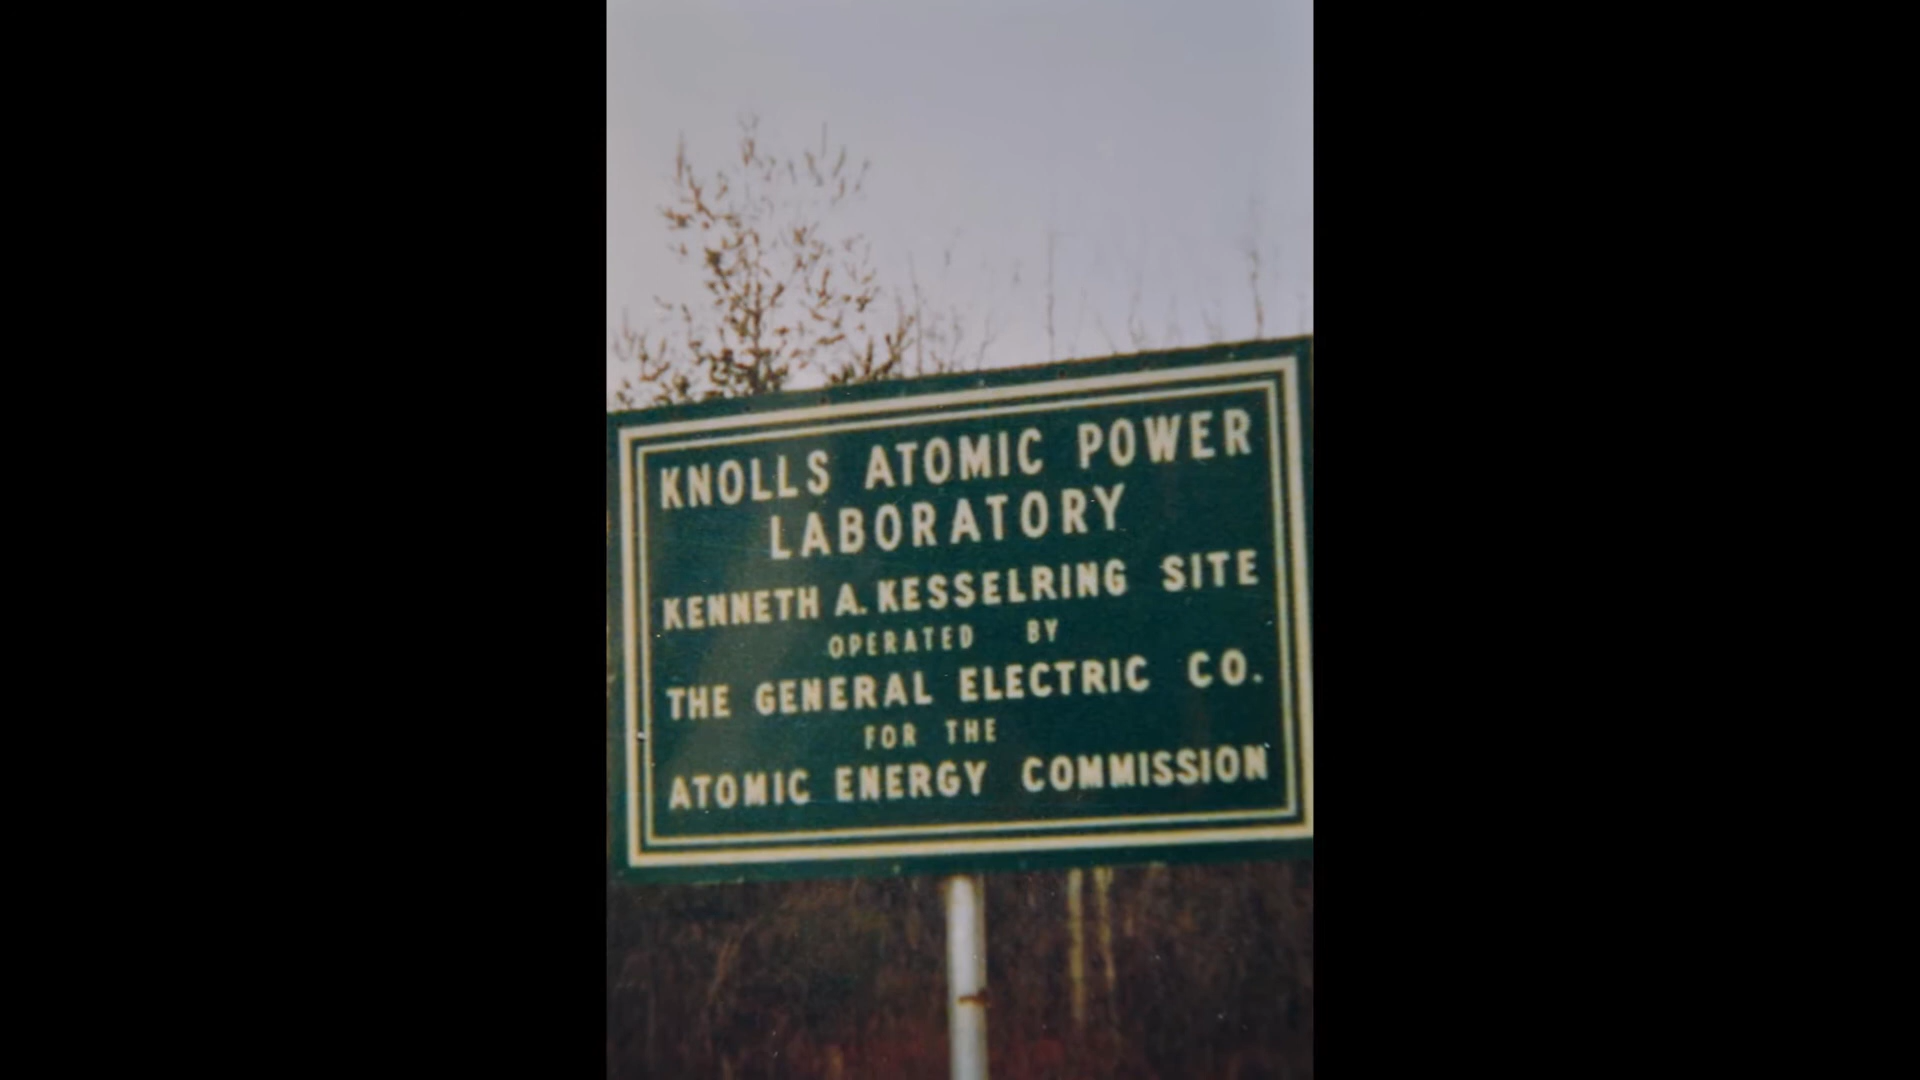 KNOLLS ATOMIC POWER
LABORATORY
KENNETH A. KESSELRING SITE
OPERATED BY
THE GENERAL ELECTRIC CO.
FOR THE
ATOMIC ENERGY COMMISSION